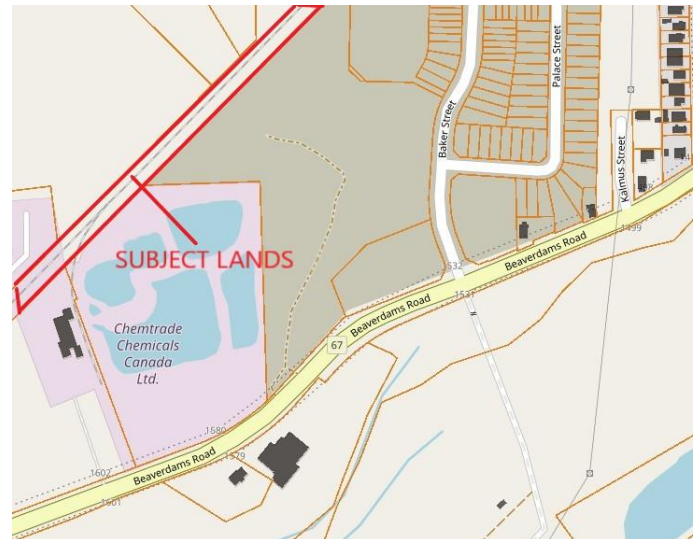 Palace Street
Baker Street
Kalmus Street
1499
SUBJECT LANDS
1532
Beaverdams Road
1531
Beaverdams Road
Chemtrade
Chemicals
Canada
Ltd.
67
1580
1579
1602
Beaverdams Road
1601